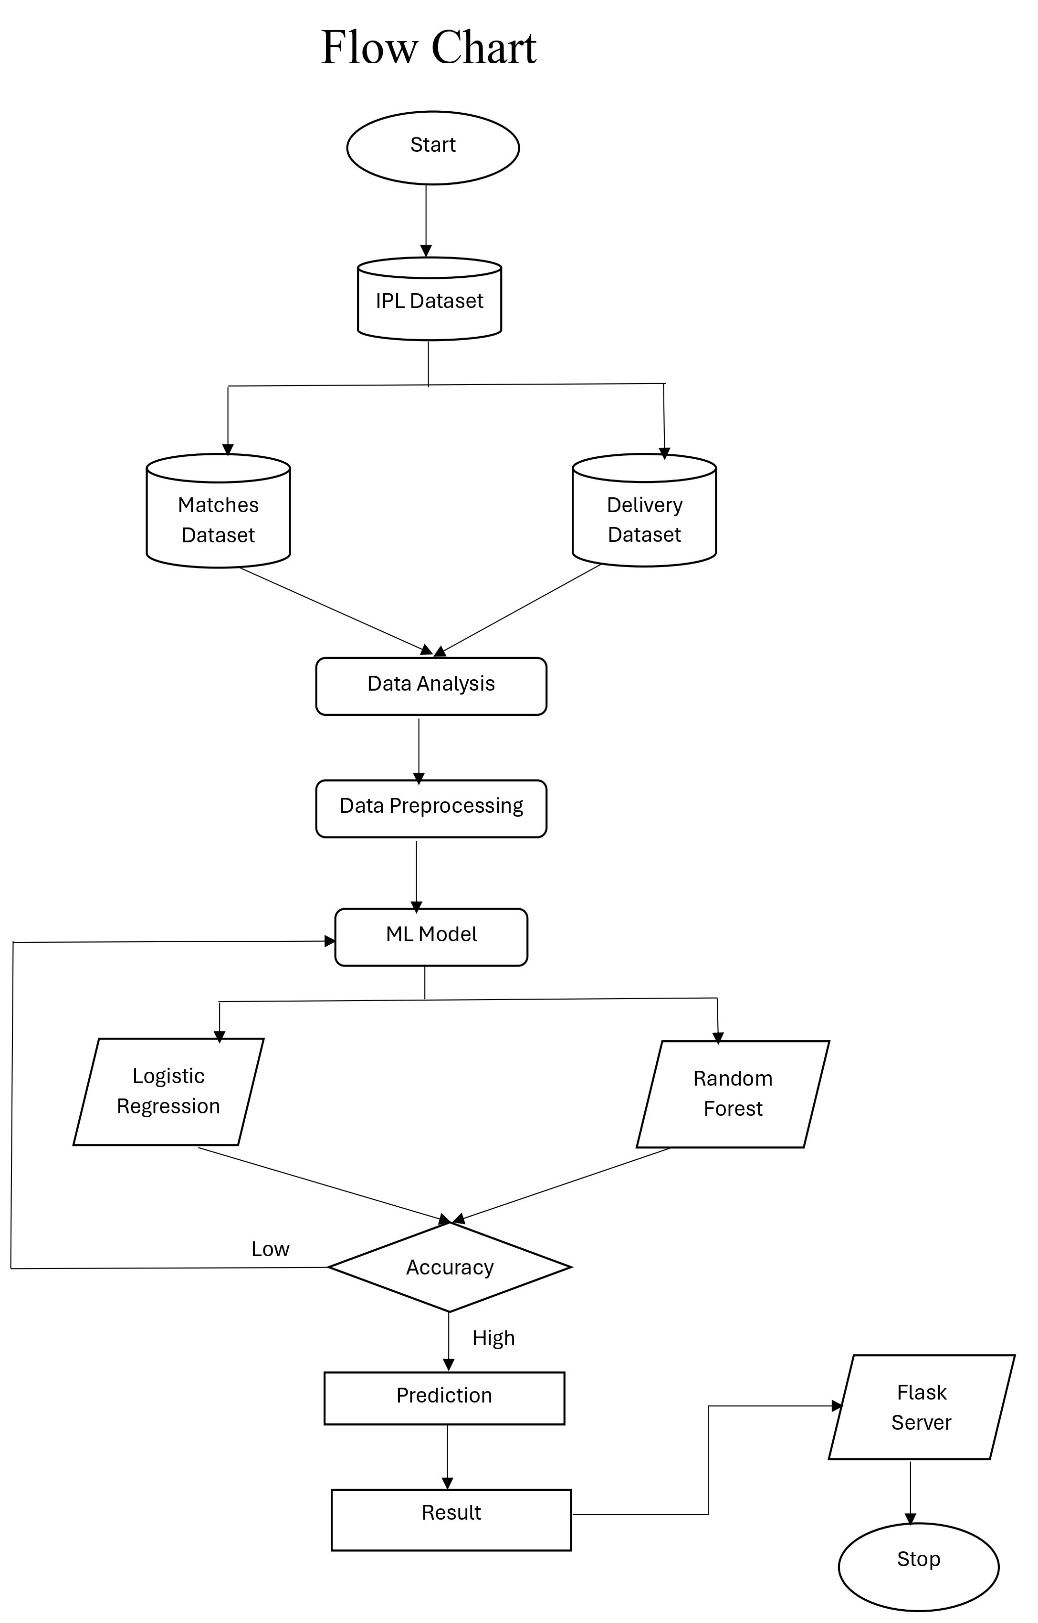 Flow Chart
Start
IPL Dataset
Matches
Dataset
Delivery
Dataset
Data Analysis
Data Preprocessing
ML Model
Logistic
Regression
Random
Forest
Low
Accuracy
High
Prediction
Flask
Server
Result
Stop